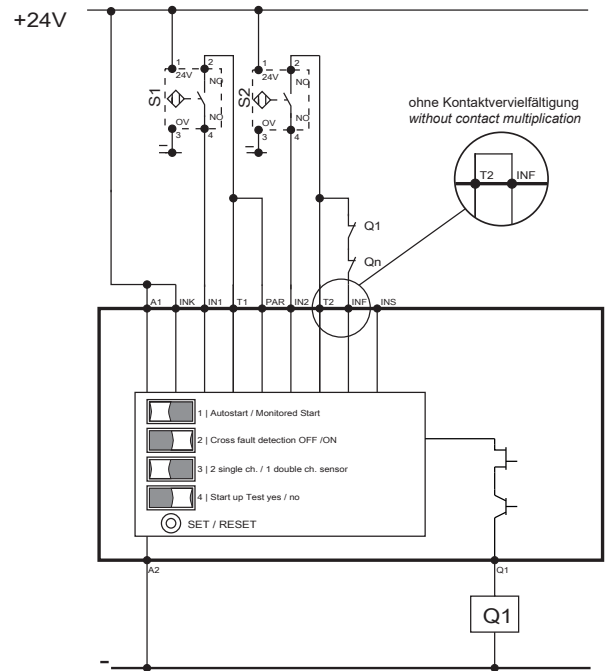 +24V
1
24V
2
NO
S1
NO
OV
3
4
1
24V
2
NO
S2
NO
OV
3
4
ohne Kontaktvervielfältigung
without contact multiplication
T2
INF
Q1
Qn
A1
INK
IN1
T1
PAR
IN2
T2
INF
INS
1 | Autostart / Monitored Start
2 | Cross fault detection OFF /ON
3 | 2 single ch. / 1 double ch. sensor
4 | Start up Test yes / no
SET / RESET
A2
Q1
Q1
-